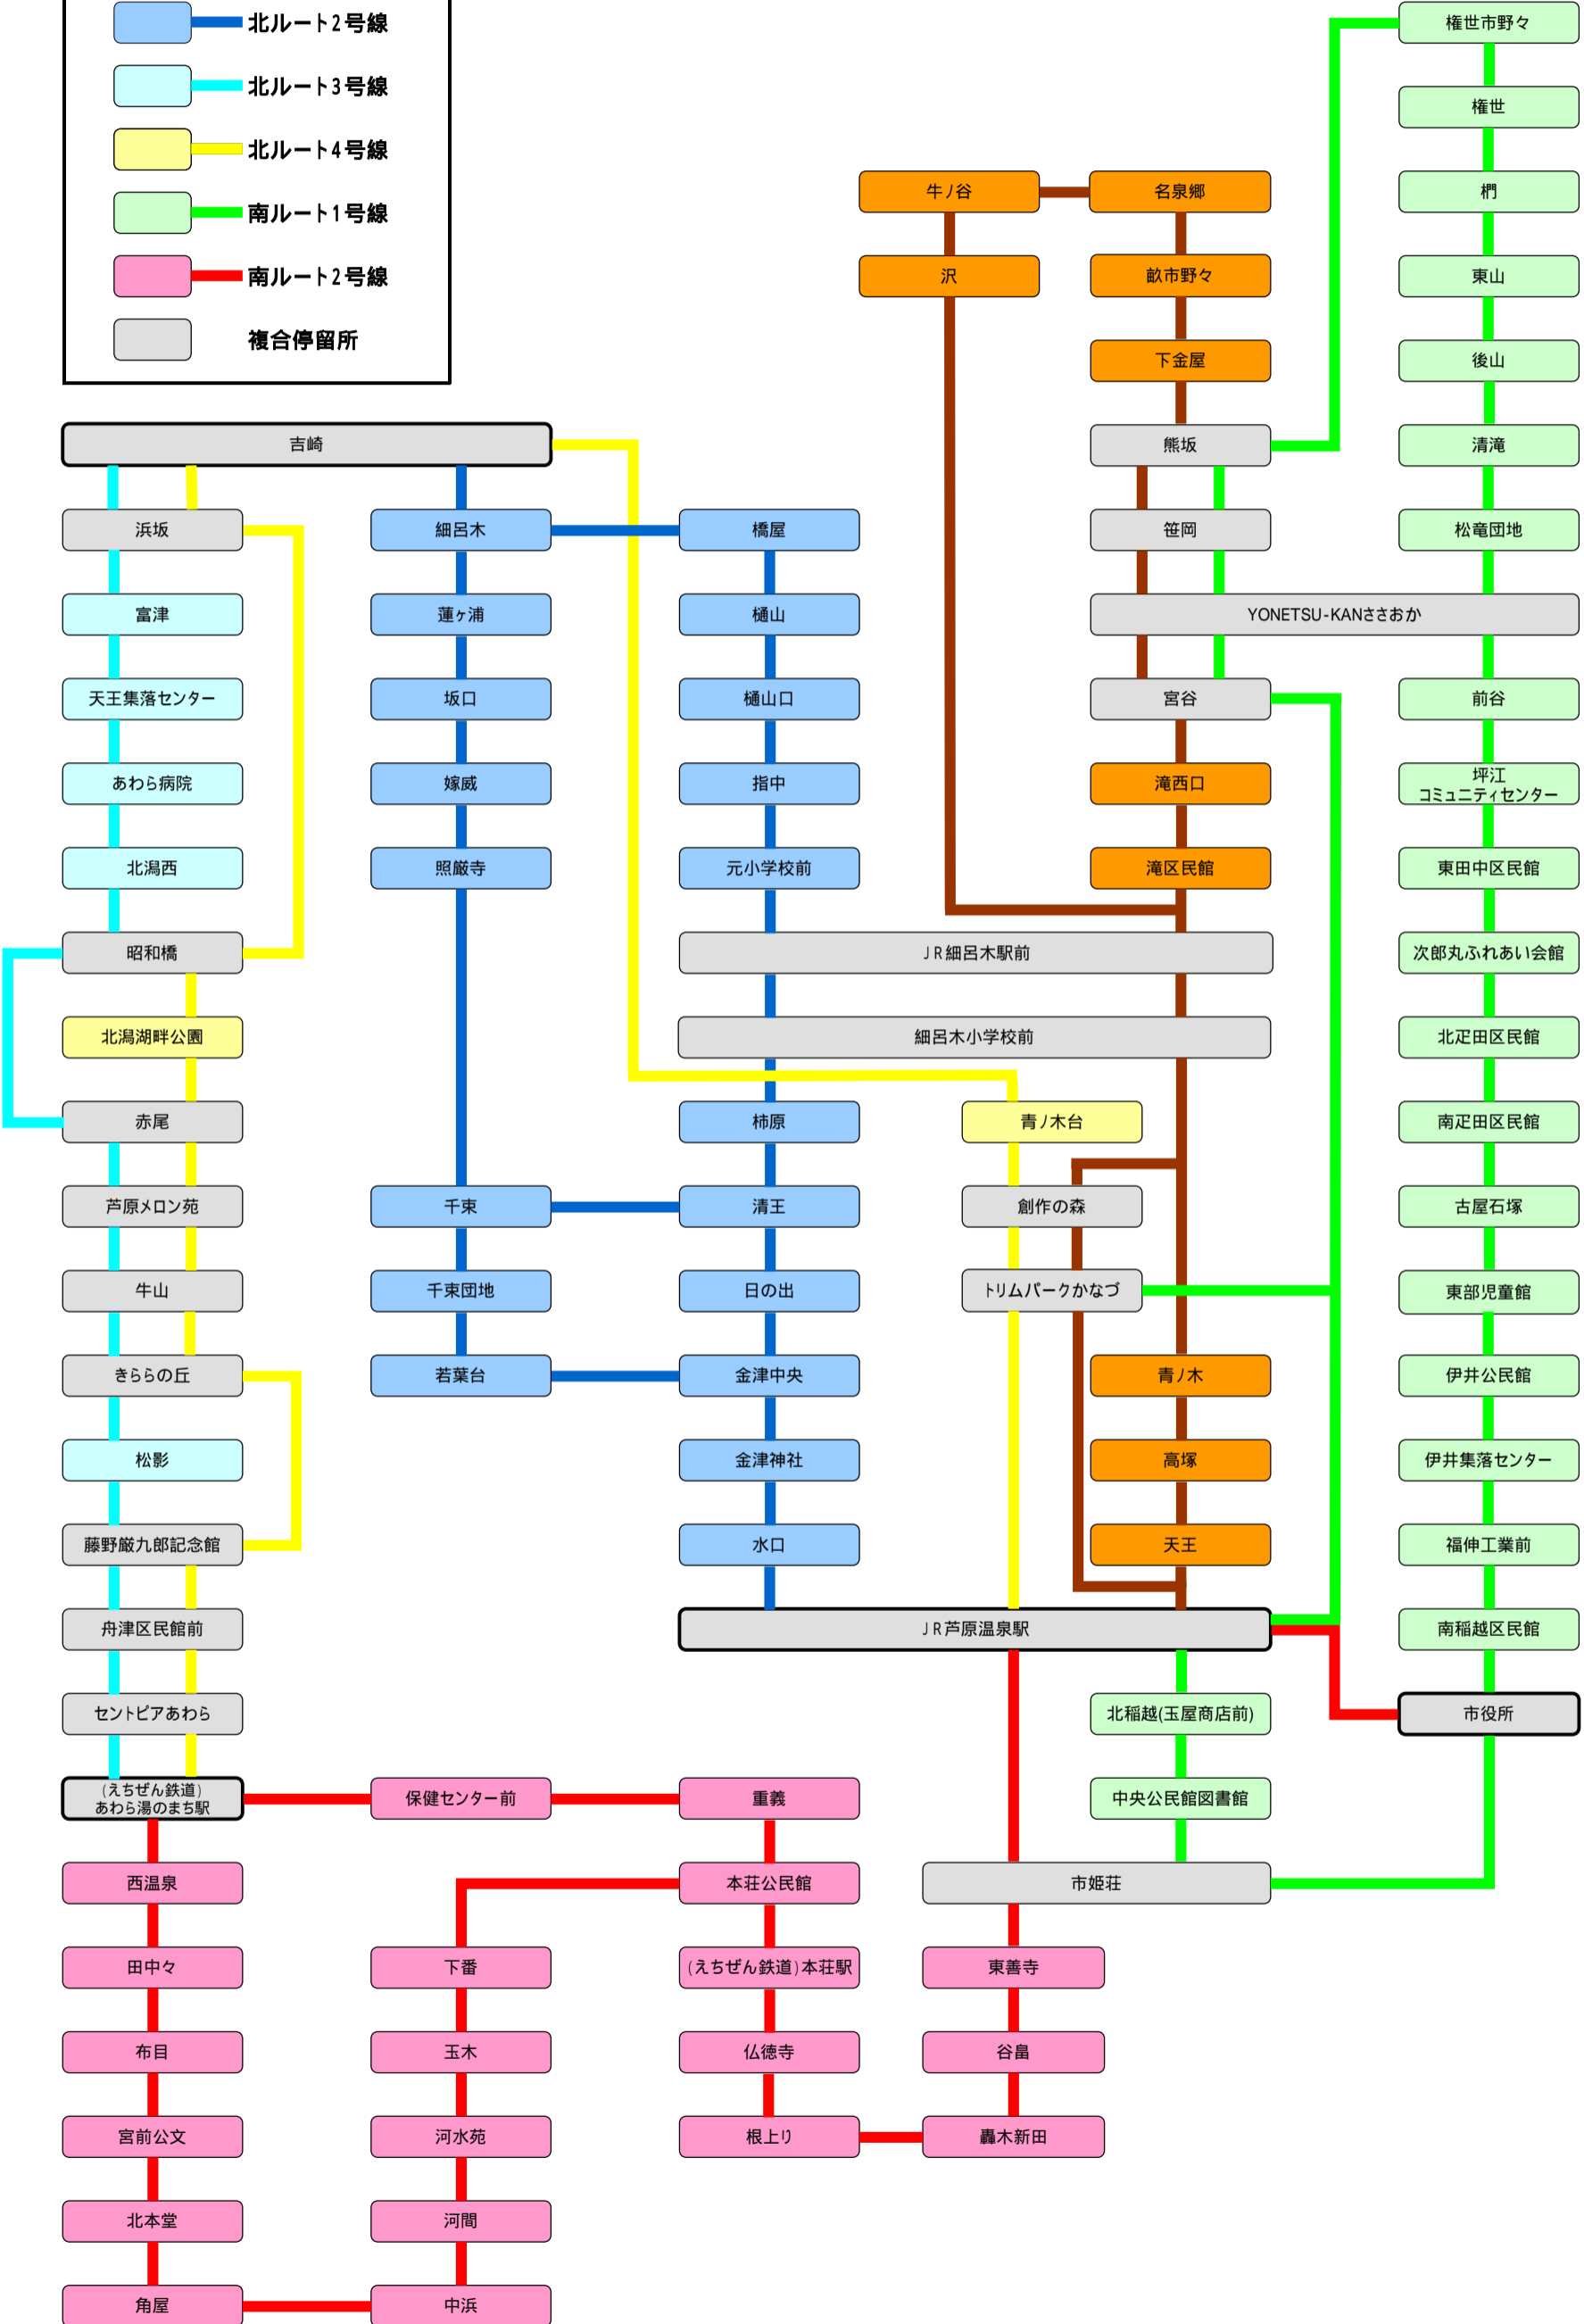 北ルート2号線
北ルート3号線
北ルート4号線
南ルート1号線
南ルート2号線
複合停留所
権世市野々
権世
椚
東山
後山
清滝
松竜団地
牛ノ谷
名泉郷
沢
畝市野々
下金屋
熊坂
笹岡
YONETSU-KANささおか
吉崎
浜坂
細呂木
橋屋
富津
蓮ヶ浦
樋山
天王集落センター
坂口
樋山口
宮谷
前谷
あわら病院
嫁威
指中
滝西口
坪江
コミュニティセンター
北潟西
照厳寺
元小学校前
滝区民館
東田中区民館
昭和橋
JR細呂木駅前
次郎丸ふれあい会館
北潟湖畔公園
細呂木小学校前
北疋田区民館
赤尾
柿原
青ノ木台
南疋田区民館
芦原メロン苑
千束
清王
創作の森
古屋石塚
牛山
千束団地
日の出
トリムパークかなづ
東部児童館
きららの丘
若葉台
金津中央
青ノ木
伊井公民館
松影
金津神社
高塚
伊井集落センター
藤野厳九郎記念館
水口
天王
福伸工業前
舟津区民館前
JR芦原温泉駅
南稲越区民館
セントピアあわら
北稲越(玉屋商店前)
市役所
(えちぜん鉄道)
あわら湯のまち駅
保健センター前
重義
中央公民館図書館
西温泉
本荘公民館
市姫荘
田中々
下番
(えちぜん鉄道)本荘駅
東善寺
布目
玉木
仏徳寺
谷畠
宮前公文
河水苑
根上り
轟木新田
北本堂
河間
角屋
中浜